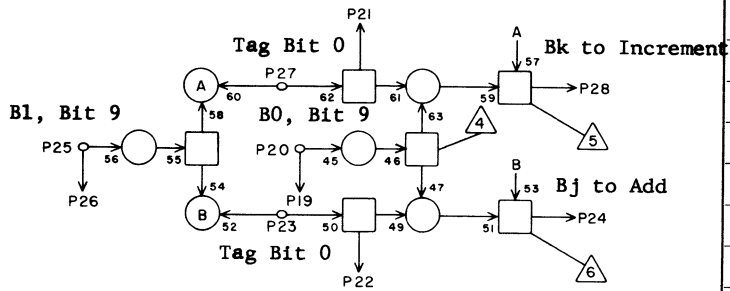 P21
A
Tag Bit 0
Bk to Increment
P27
57
A
60
62
61
59
P28
B1, Bit 9
58
B0, Bit 9
63
4
5
P25
56
55
P20
45
46
B
54
47
53
Bj to Add
P26
P19
B
P23
P24
52
50
49
51
Tag Bit 0
6
P22